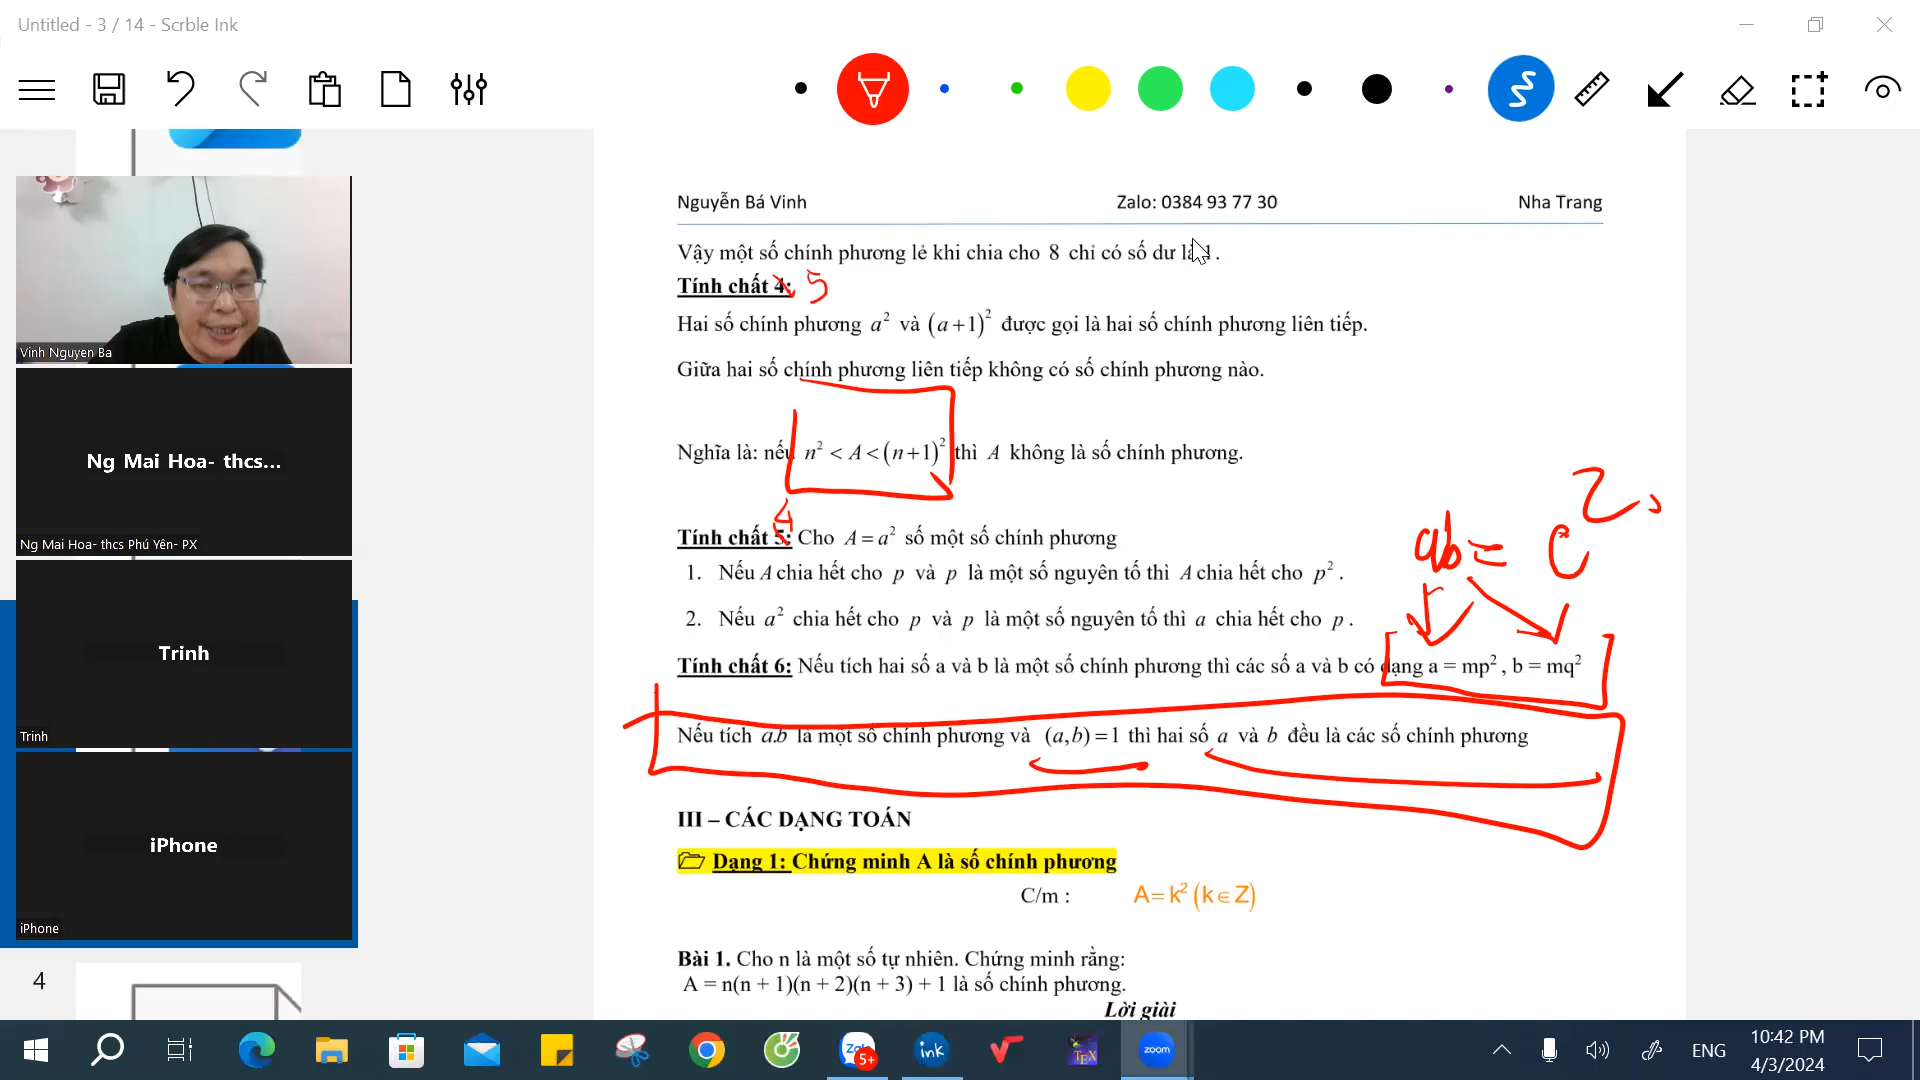 Untitled - 3 / 14 - Scrble Ink
Vinh Nguyen Ba
Ng Mai Hoa- thcs...
Ng Mai Hoa- thcs Phú Yên- PX
Trinh
Trinh
iPhone
iPhone
4
Nguyễn Bá Vinh Zalo: 0384 93 77 30 Nha Trang
Vậy một số chính phương lẻ khi chia cho 8 chỉ có số dư là 1.
Tính chất 4: 5
Hai số chính phương a² và (a+1)² được gọi là hai số chính phương liên tiếp.
Giữa hai số chính phương liên tiếp không có số chính phương nào.
Nghĩa là: nếu n² < A < (n+1)² thì A không là số chính phương.
4
Tính chất 5: Cho A = a² số một số chính phương
ab = c²
1. Nếu A chia hết cho p và p là một số nguyên tố thì A chia hết cho p².
2. Nếu a² chia hết cho p và p là một số nguyên tố thì a chia hết cho p.
Tính chất 6: Nếu tích hai số a và b là một số chính phương thì các số a và b có dạng a = mp², b = mq²
Nếu tích a.b là một số chính phương và (a,b) = 1 thì hai số a và b đều là các số chính phương
III – CÁC DẠNG TOÁN
Dạng 1: Chứng minh A là số chính phương
C/m : A = k² (k ∈ Z)
Bài 1. Cho n là một số tự nhiên. Chứng minh rằng:
A = n(n + 1)(n + 2)(n + 3) + 1 là số chính phương.
Lời giải
Zalo 5+
ink
TEX
zoom
ENG
10:42 PM
4/3/2024